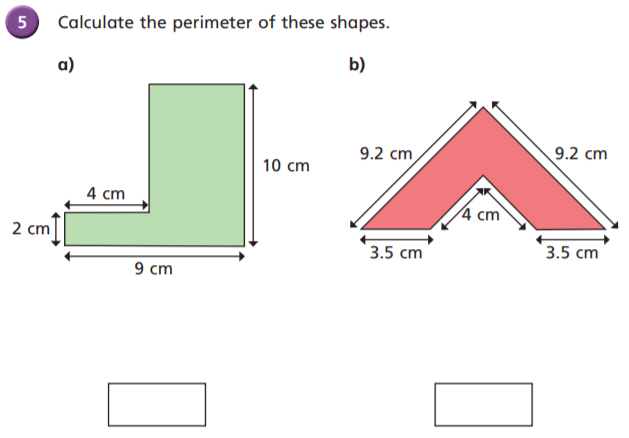 5 Calculate the perimeter of these shapes.
a)
b)
9.2 cm
9.2 cm
10 cm
4 cm
4 cm
2 cm
3.5 cm
3.5 cm
9 cm